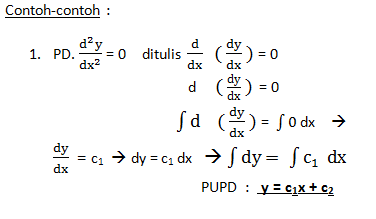 Contoh-contoh :
1. PD. d²y/dx² = 0 ditulis d/dx (dy/dx) = 0
d (dy/dx) = 0
∫d (dy/dx) = ∫0 dx →
dy/dx = c₁ → dy = c₁ dx → ∫dy = ∫c₁ dx
PUPD : y = c₁x + c₂